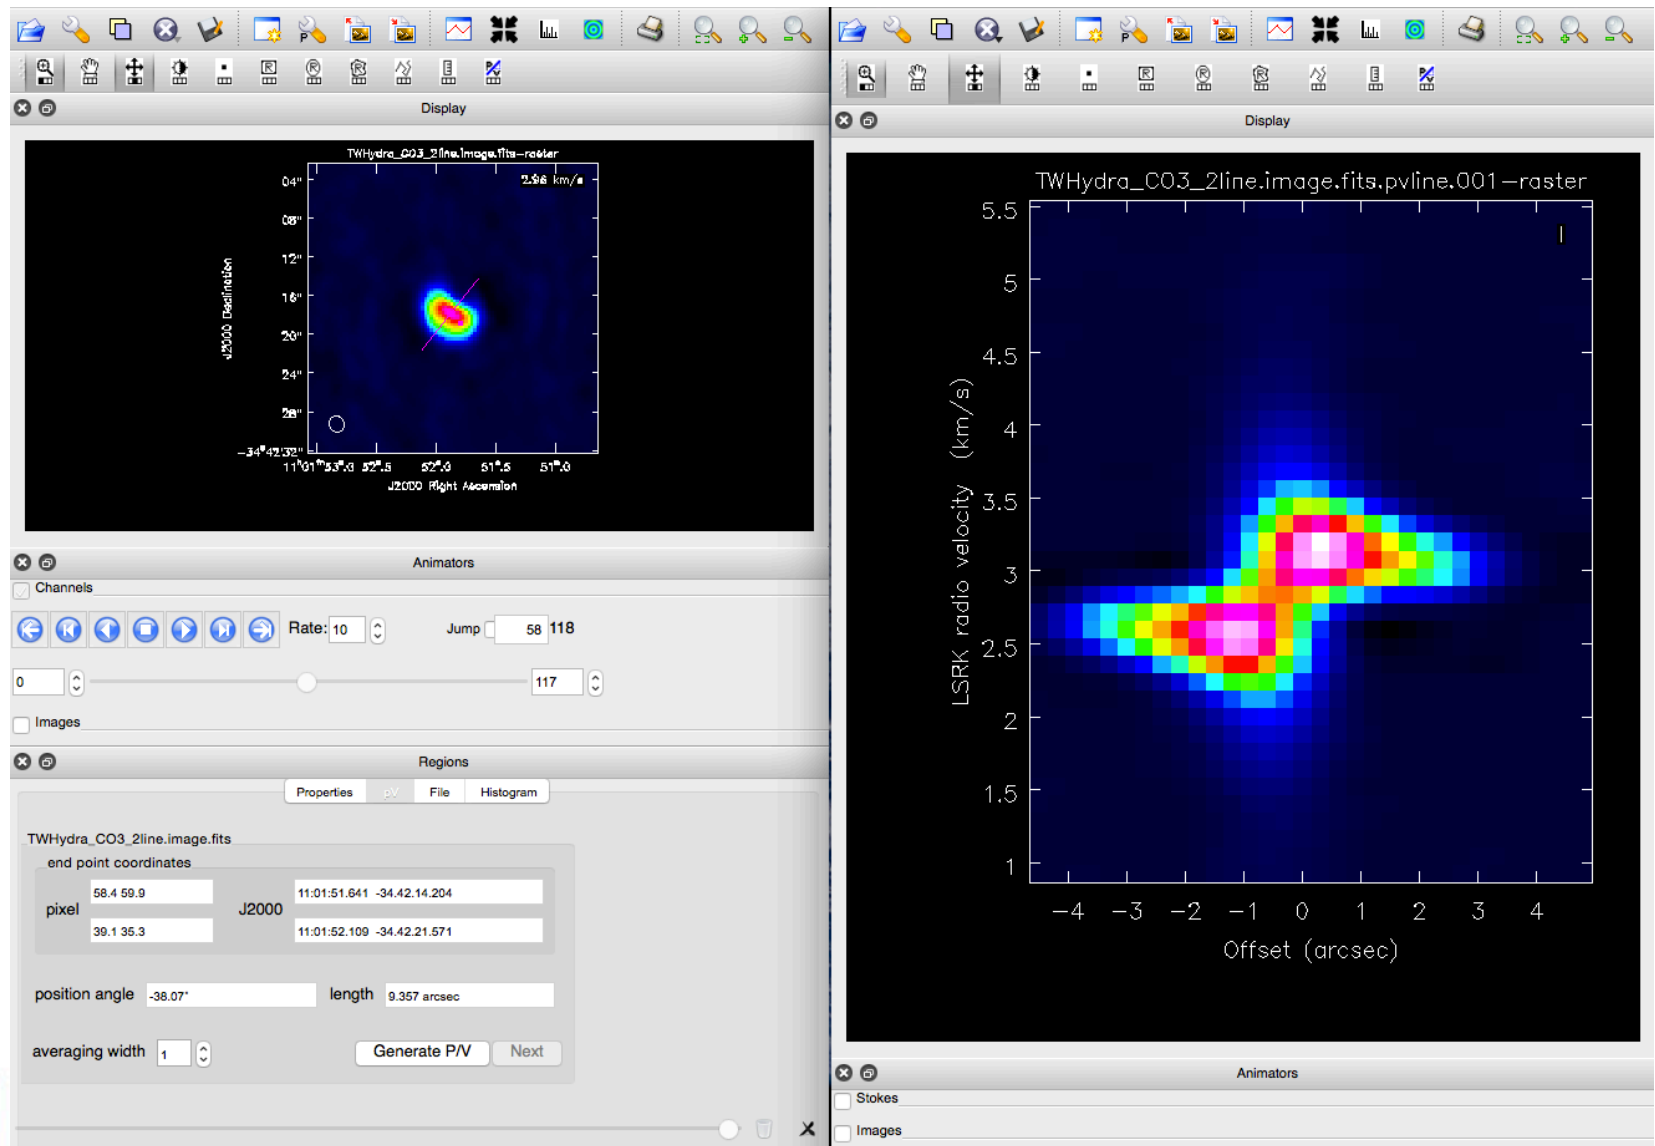 Display
TWHydra_CO3_2line.image.fits-raster
2.96 km/s
J2000 Declination
04"
08"
12"
16"
20"
24"
28"
-34°42'32"
11ʰ01ᵐ53ˢ.0 52ˢ.5 52ˢ.0 51ˢ.5 51ˢ.0
J2000 Right Ascension
Animators
Channels
Rate: 10 Jump 58 118
0 117
Images
Regions
Properties pV File Histogram
TWHydra_CO3_2line.image.fits
end point coordinates
pixel
58.4 59.9
39.1 35.3
J2000
11:01:51.641 -34.42.14.204
11:01:52.109 -34.42.21.571
position angle -38.07° length 9.357 arcsec
averaging width 1 Generate P/V Next
Display
TWHydra_CO3_2line.image.fits.pvline.001-raster
I
LSRK radio velocity (km/s)
5.5
5
4.5
4
3.5
3
2.5
2
1.5
1
-4 -3 -2 -1 0 1 2 3 4
Offset (arcsec)
Animators
Stokes
Images